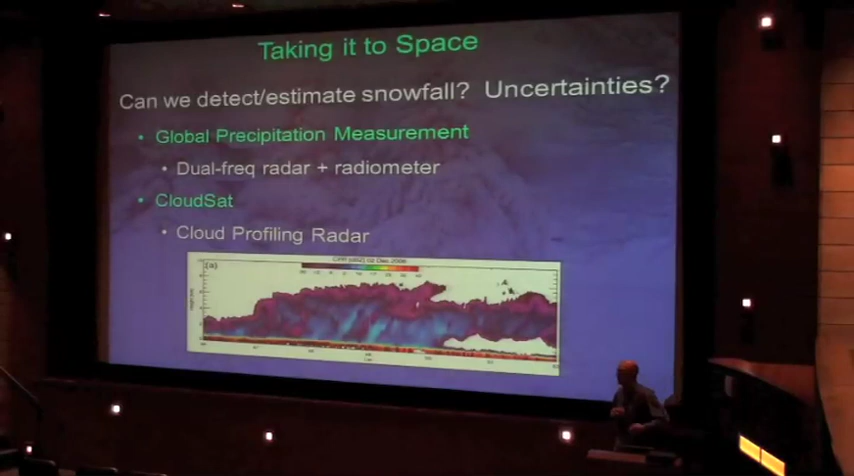 Taking it to Space
Can we detect/estimate snowfall? Uncertainties?
• Global Precipitation Measurement
• Dual-freq radar + radiometer
• CloudSat
• Cloud Profiling Radar
(a)